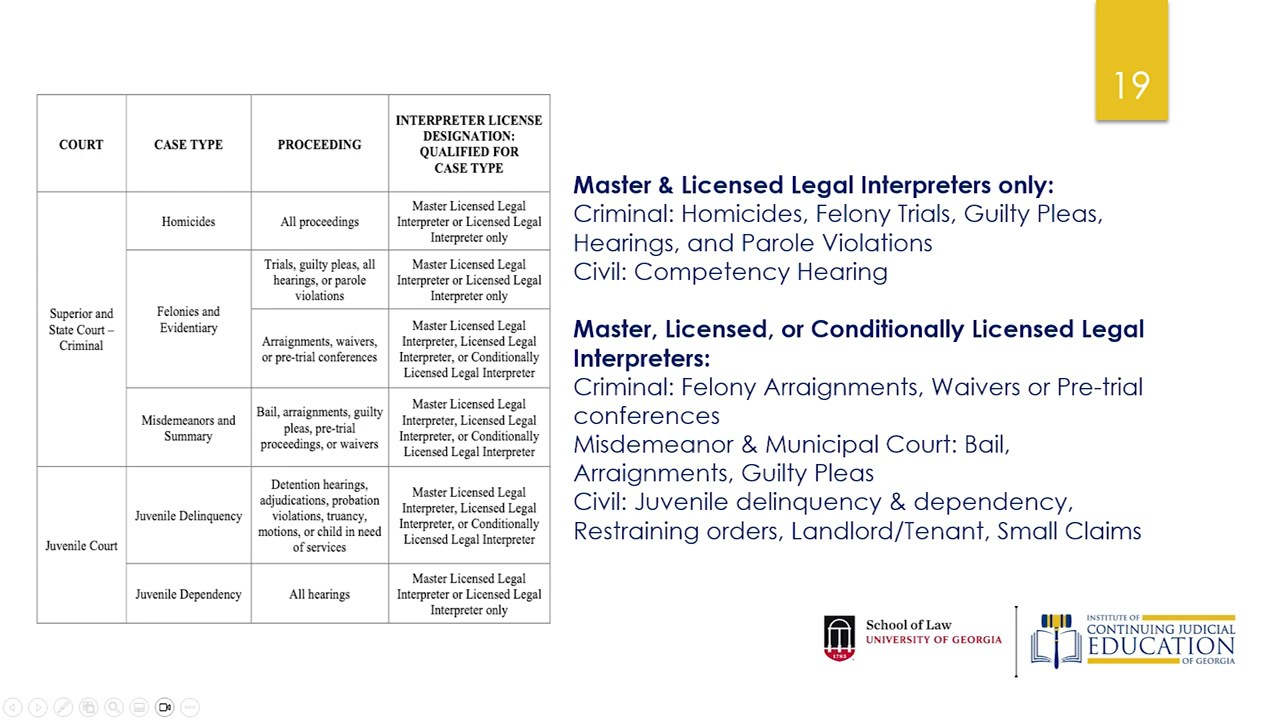 19
COURT
CASE TYPE
PROCEEDING
INTERPRETER LICENSE
DESIGNATION:
QUALIFIED FOR
CASE TYPE
Superior and
State Court –
Criminal
Homicides
All proceedings
Master Licensed Legal
Interpreter or Licensed Legal
Interpreter only
Felonies and
Evidentiary
Trials, guilty pleas, all
hearings, or parole
violations
Master Licensed Legal
Interpreter or Licensed Legal
Interpreter only
Arraignments, waivers,
or pre-trial conferences
Master Licensed Legal
Interpreter, Licensed Legal
Interpreter, or Conditionally
Licensed Legal Interpreter
Misdemeanors and
Summary
Bail, arraignments, guilty
pleas, pre-trial
proceedings, or waivers
Master Licensed Legal
Interpreter, Licensed Legal
Interpreter, or Conditionally
Licensed Legal Interpreter
Juvenile Court
Juvenile Delinquency
Detention hearings,
adjudications, probation
violations, truancy,
motions, or child in need
of services
Master Licensed Legal
Interpreter, Licensed Legal
Interpreter, or Conditionally
Licensed Legal Interpreter
Juvenile Dependency
All hearings
Master Licensed Legal
Interpreter or Licensed Legal
Interpreter only
Master & Licensed Legal Interpreters only:
Criminal: Homicides, Felony Trials, Guilty Pleas,
Hearings, and Parole Violations
Civil: Competency Hearing
Master, Licensed, or Conditionally Licensed Legal
Interpreters:
Criminal: Felony Arraignments, Waivers or Pre-trial
conferences
Misdemeanor & Municipal Court: Bail,
Arraignments, Guilty Pleas
Civil: Juvenile delinquency & dependency,
Restraining orders, Landlord/Tenant, Small Claims
1785
School of Law
UNIVERSITY OF GEORGIA
INSTITUTE OF
CONTINUING JUDICIAL
EDUCATION
OF GEORGIA